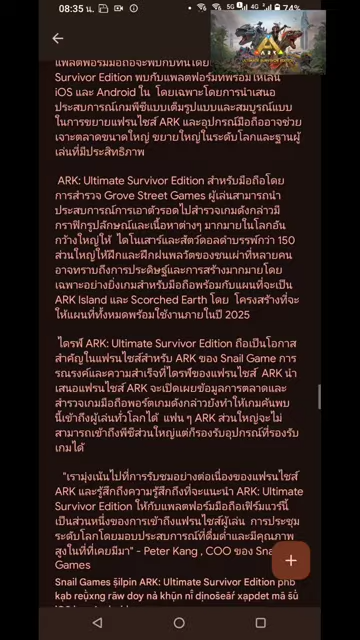 08:35 น.
5G 4G 74%
ARK
ULTIMATE SURVIVOR EDITION
แพลตฟอร์มมือถือจะพบกับที่นี่โดย ARK: Ultimate
Survivor Edition พบกับแพลตฟอร์มที่พร้อมให้เล่น
iOS และ Android ใน โดยเฉพาะโดยการนำเสนอ
ประสบการณ์เกมพีซีแบบเต็มรูปแบบและสมบูรณ์แบบ
ในการขยายแฟรนไชส์ ARK และอุปกรณ์มือถืออาจช่วย
เจาะตลาดขนาดใหญ่ ขยายใหญ่ในระดับโลกและฐานผู้
เล่นที่มีประสิทธิภาพ
ARK: Ultimate Survivor Edition สำหรับมือถือโดย
การสำรวจ Grove Street Games ผู้เล่นสามารถนำ
ประสบการณ์การเอาตัวรอดไปสำรวจเกมดังกล่าวมี
กราฟิกรูปลักษณ์และเนื้อหาต่างๆ มากมายในโลกอัน
กว้างใหญ่ให้ ไดโนเสาร์และสัตว์ดอลดำบรรพ์กว่า 150
ส่วนใหญ่ให้ฝึกและฝึกฝนพลวัตของชนเผ่าที่หลายคน
อาจทราบถึงการประดิษฐ์และการสร้างมากมายโดย
เฉพาะอย่างยิ่งเกมสำหรับมือถือพร้อมกับแผนที่จะเป็น
ARK Island และ Scorched Earth โดย โครงสร้างที่จะ
ให้แผนที่ทั้งหมดพร้อมใช้งานภายในปี 2025
ไดรฟ์ ARK: Ultimate Survivor Edition ถือเป็นโอกาส
สำคัญในแฟรนไชส์สำหรับ ARK ของ Snail Game การ
รณรงค์และความสำเร็จที่ไดรฟ์ของแฟรนไชส์ ARK นำ
เสนอแฟรนไชส์ ARK จะเปิดเผยข้อมูลการตลาดและ
สำรวจเกมมือถือพอร์ตเกมดังกล่าวยังทำให้เกมค้นพบ
นี้เข้าถึงผู้เล่นทั่วโลกได้ แฟน ๆ ARK ส่วนใหญ่จะไม่
สามารถเข้าถึงพีซีส่วนใหญ่แต่ก็รองรับอุปกรณ์ที่รองรับ
เกมได้
"เรามุ่งเน้นไปที่การรับชมอย่างต่อเนื่องของแฟรนไชส์
ARK และรู้สึกถึงความรู้สึกถึงที่จะแนะนำ ARK: Ultimate
Survivor Edition ให้กับแพลตฟอร์มมือถือเฟิร์มแวร์นี้
เป็นส่วนหนึ่งของการเข้าถึงแฟรนไชส์ผู้เล่น การประชุม
ระดับโลกโดยมอบประสบการณ์ที่ดื่มด่ำและมีคุณภาพ
สูงในที่ที่เคยมีมา" - Peter Kang , COO ของ Snail
Games
Snail Games s̄ilpin ARK: Ultimate Survivor Edition phb
kạb reụ̄xngrāw doy nả khụ̄n nı̂ dịnos̄eār̒ xapdet mā s̄ū̀